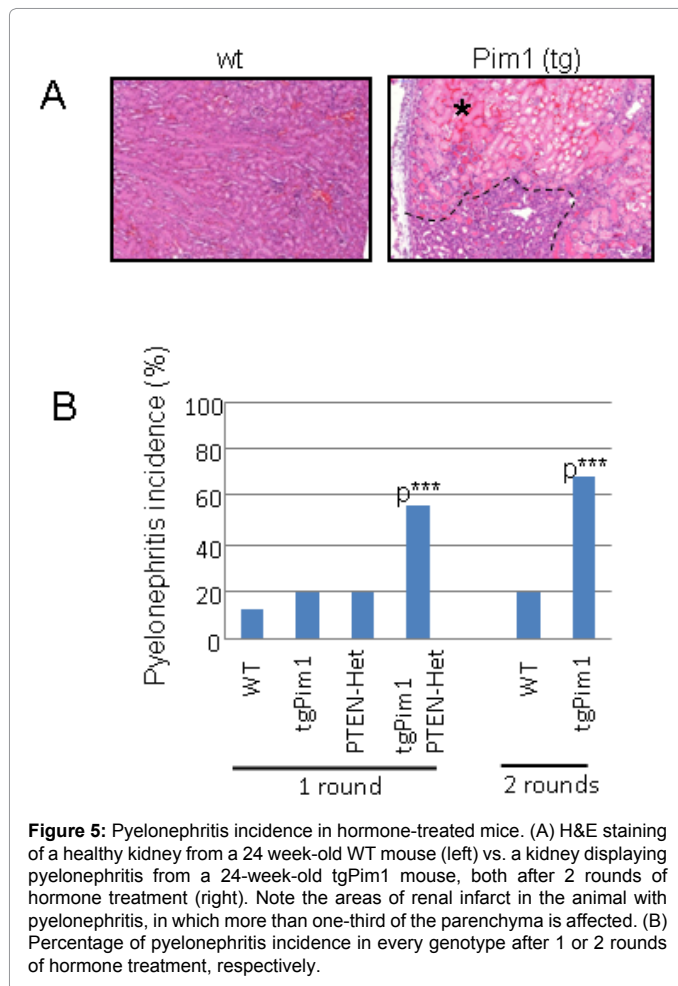 wt
Pim1 (tg)
A
*
B
Pyelonephritis incidence (%)
100
80
60
40
20
0
p***
p***
WT
tgPim1
PTEN-Het
tgPim1
PTEN-Het
WT
tgPim1
1 round
2 rounds
Figure 5: Pyelonephritis incidence in hormone-treated mice. (A) H&E staining
of a healthy kidney from a 24 week-old WT mouse (left) vs. a kidney displaying
pyelonephritis from a 24-week-old tgPim1 mouse, both after 2 rounds of
hormone treatment (right). Note the areas of renal infarct in the animal with
pyelonephritis, in which more than one-third of the parenchyma is affected. (B)
Percentage of pyelonephritis incidence in every genotype after 1 or 2 rounds
of hormone treatment, respectively.